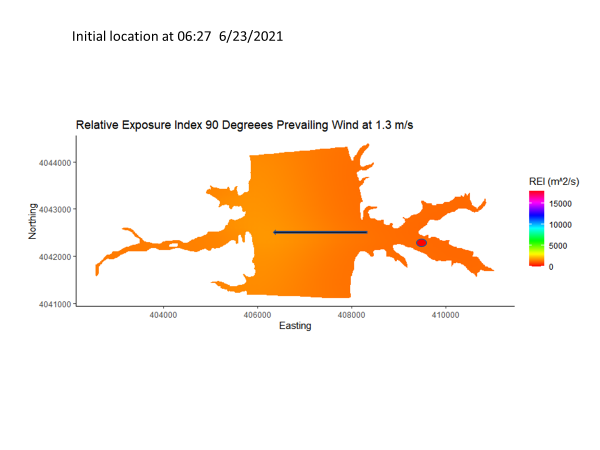 Initial location at 06:27  6/23/2021
Relative Exposure Index 90 Degreees Prevailing Wind at 1.3 m/s
Northing
4044000
4043000
4042000
4041000
404000 406000 408000 410000
Easting
REI (m^2/s)
15000
10000
5000
0